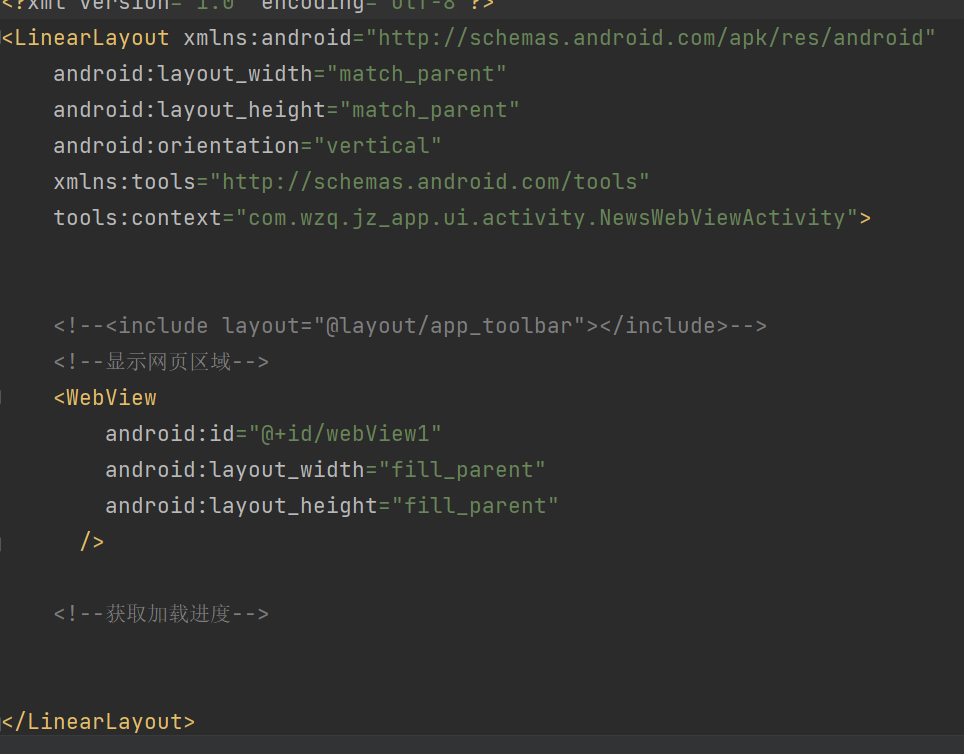 <?xml version="1.0" encoding="utf-8"?>
<LinearLayout xmlns:android="http://schemas.android.com/apk/res/android"
    android:layout_width="match_parent"
    android:layout_height="match_parent"
    android:orientation="vertical"
    xmlns:tools="http://schemas.android.com/tools"
    tools:context="com.wzq.jz_app.ui.activity.NewsWebViewActivity">
    <!--<include layout="@layout/app_toolbar"></include>-->
    <!--显示网页区域-->
    <WebView
        android:id="@+id/webView1"
        android:layout_width="fill_parent"
        android:layout_height="fill_parent"
      />
    <!--获取加载进度-->
</LinearLayout>